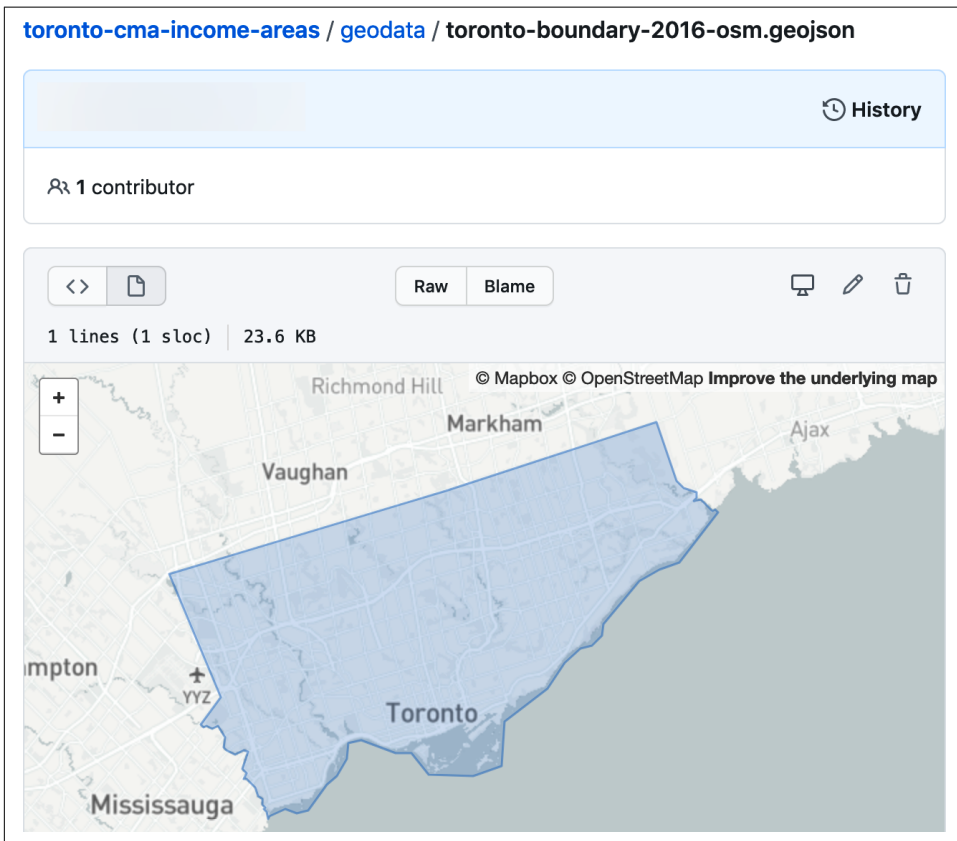 toronto-cma-income-areas / geodata / toronto-boundary-2016-osm.geojson
History
1 contributor
<> Raw Blame
1 lines (1 sloc) 23.6 KB
+
−
© Mapbox © OpenStreetMap Improve the underlying map
Richmond Hill
Markham
Ajax
Vaughan
mpton
YYZ
Toronto
Mississauga